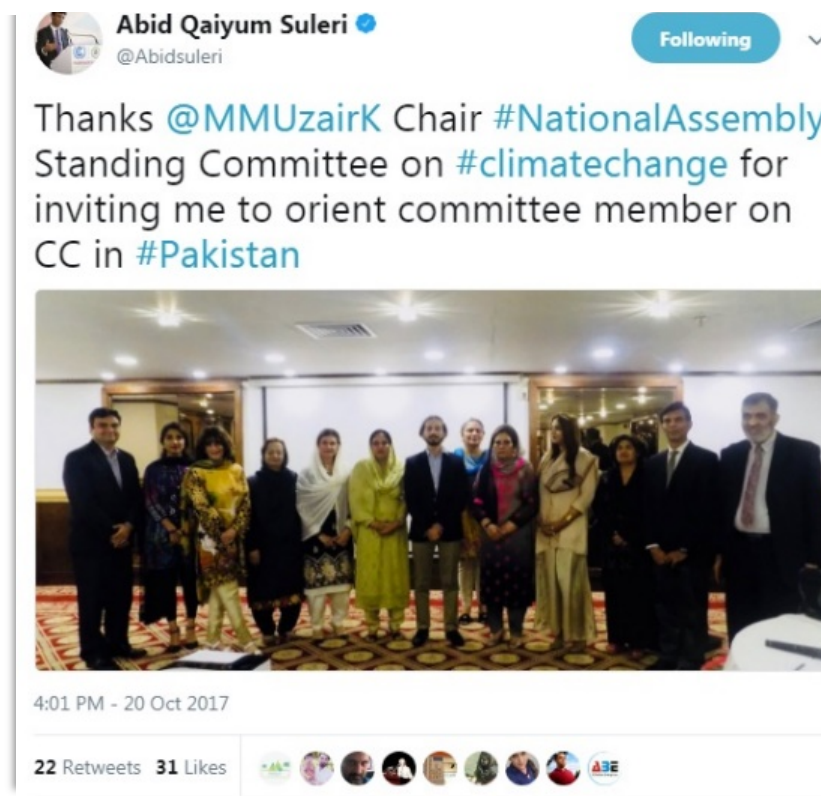 Abid Qaiyum Suleri
@Abidsuleri
Following
Thanks @MMUzairK Chair #NationalAssembly
Standing Committee on #climatechange for
inviting me to orient committee member on
CC in #Pakistan
4:01 PM - 20 Oct 2017
22 Retweets 31 Likes
ABE